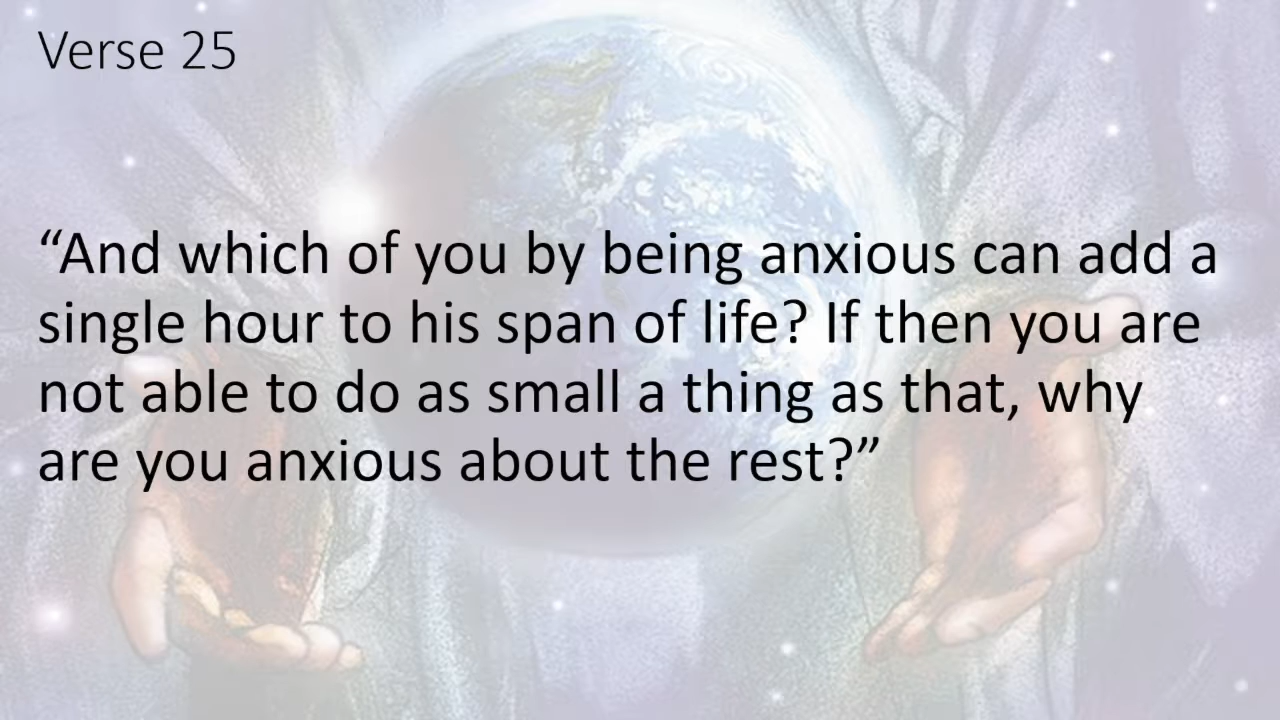 Verse 25
“And which of you by being anxious can add a
single hour to his span of life? If then you are
not able to do as small a thing as that, why
are you anxious about the rest?”